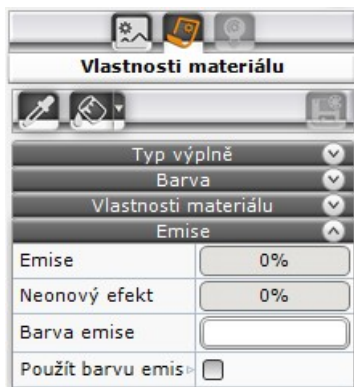 Vlastnosti materiálu
Typ výplně
Barva
Vlastnosti materiálu
Emise
Emise 0%
Neonový efekt 0%
Barva emise
Použít barvu emis